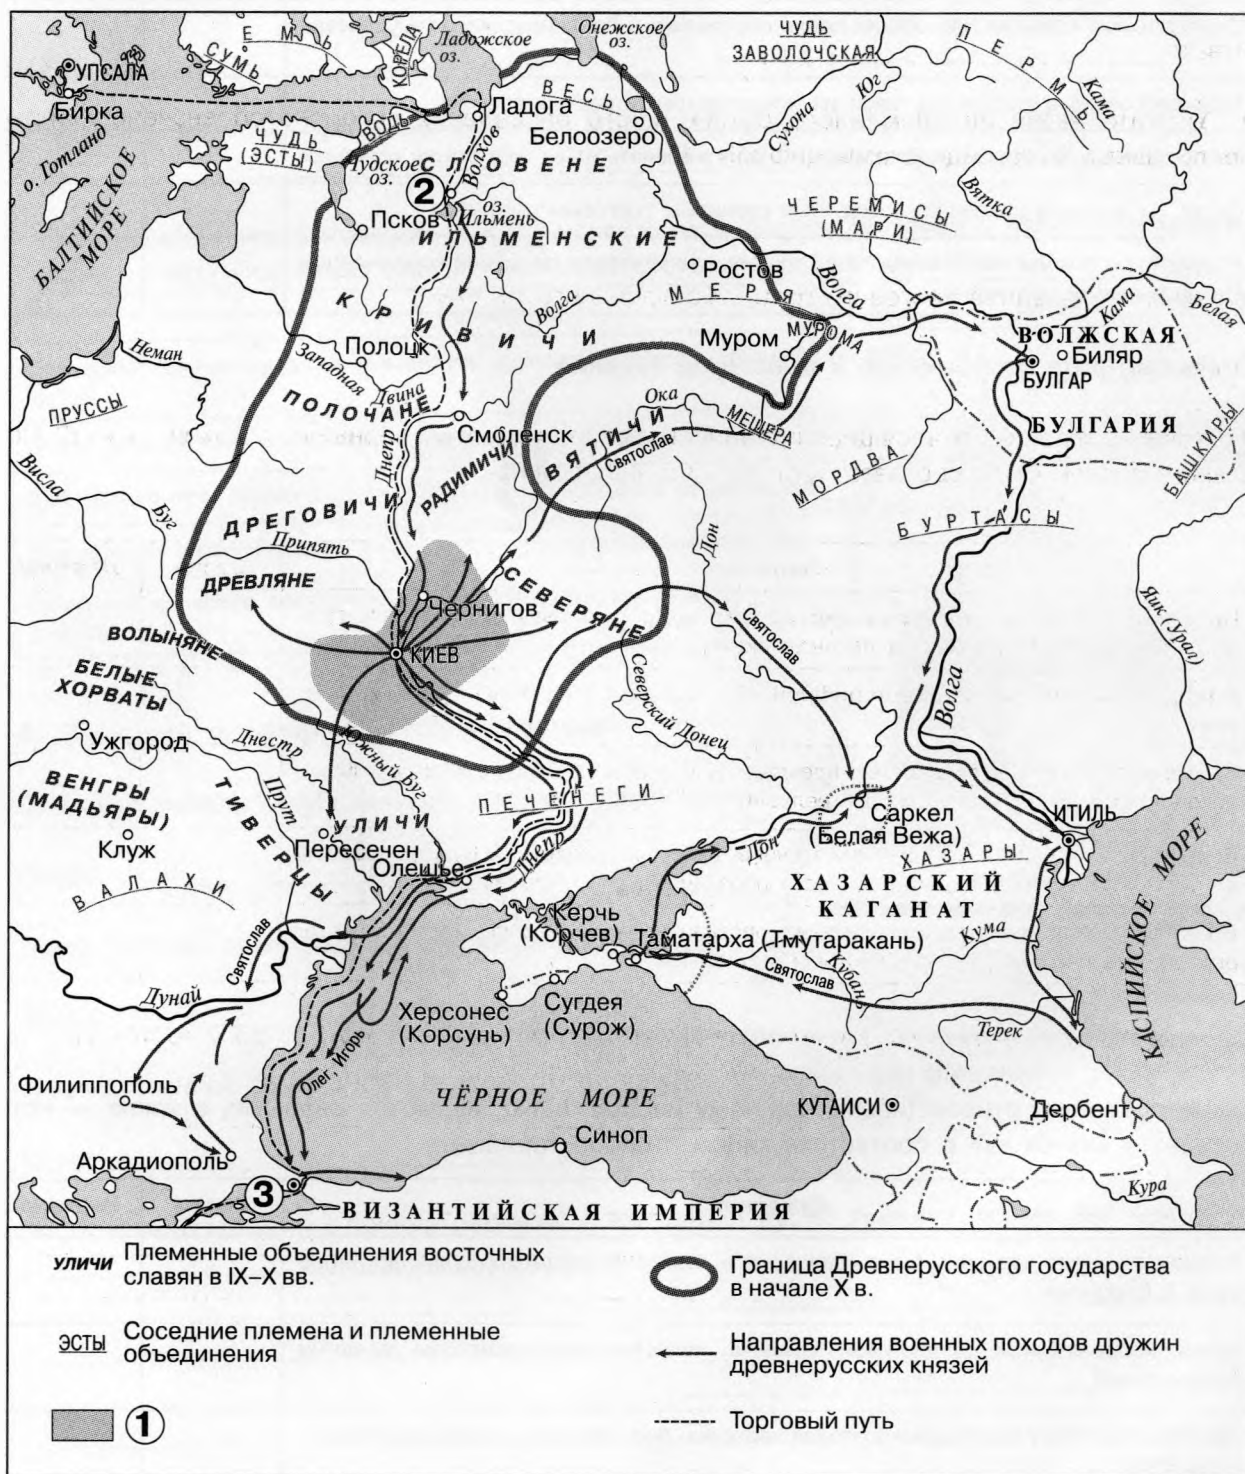 Онежское
оз.
ЧУДЬ
ЗАВОЛОЧСКАЯ
ПЕРМЬ
ЕМЬ
СУМЬ
КОРЕЛА
Ладожское
оз.
УПСАЛА
Бирка
Ладога
ВЕСЬ
Белоозеро
Сухона
Юг
Кама
ВОДЬ
ЧУДЬ
(ЭСТЫ)
о. Готланд
БАЛТИЙСКОЕ
МОРЕ
Чудское
оз.
Волхов
СЛОВЕНЕ
2
оз.
Ильмень
Псков
ИЛЬМЕНСКИЕ
Вятка
ЧЕРЕМИСЫ
(МАРИ)
Ростов
МЕРЯ
Волга
Волга
КРИВИЧИ
Муром
МУРОМА
Кама
Белая
ВОЛЖСКАЯ
Биляр
БУЛГАР
БУЛГАРИЯ
Неман
Полоцк
Западная
Двина
ПРУССЫ
ПОЛОЧАНЕ
Смоленск
Ока
МЕЩЕРА
ВЯТИЧИ
Святослав
Днепр
РАДИМИЧИ
МОРДВА
БАШКИРЫ
Висла
Буг
ДРЕГОВИЧИ
Припять
Дон
БУРТАСЫ
ДРЕВЛЯНЕ
Чернигов
СЕВЕРЯНЕ
Святослав
Яик (Урал)
ВОЛЫНЯНЕ
КИЕВ
БЕЛЫЕ
ХОРВАТЫ
Северский Донец
Волга
Ужгород
Днестр
Южный Буг
ВЕНГРЫ
(МАДЬЯРЫ)
Прут
ТИВЕРЦЫ
ПЕЧЕНЕГИ
УЛИЧИ
Клуж
Пересечен
Саркел
(Белая Вежа)
ИТИЛЬ
Дон
ХАЗАРЫ
ВАЛАХИ
Олешье
Днепр
ХАЗАРСКИЙ
КАГАНАТ
КАСПИЙСКОЕ МОРЕ
Керчь
(Корчев)
Таматарха (Тмутаракань)
Кума
Святослав
Дунай
Святослав
Кубань
Херсонес
(Корсунь)
Сугдея
(Сурож)
Терек
Олег, Игорь
Филиппополь
ЧЁРНОЕ МОРЕ
КУТАИСИ
Дербент
Синоп
Аркадиополь
Кура
3
ВИЗАНТИЙСКАЯ ИМПЕРИЯ
УЛИЧИ Племенные объединения восточных
славян в IX–X вв.
ЭСТЫ Соседние племена и племенные
объединения
1
Граница Древнерусского государства
в начале X в.
Направления военных походов дружин
древнерусских князей
Торговый путь